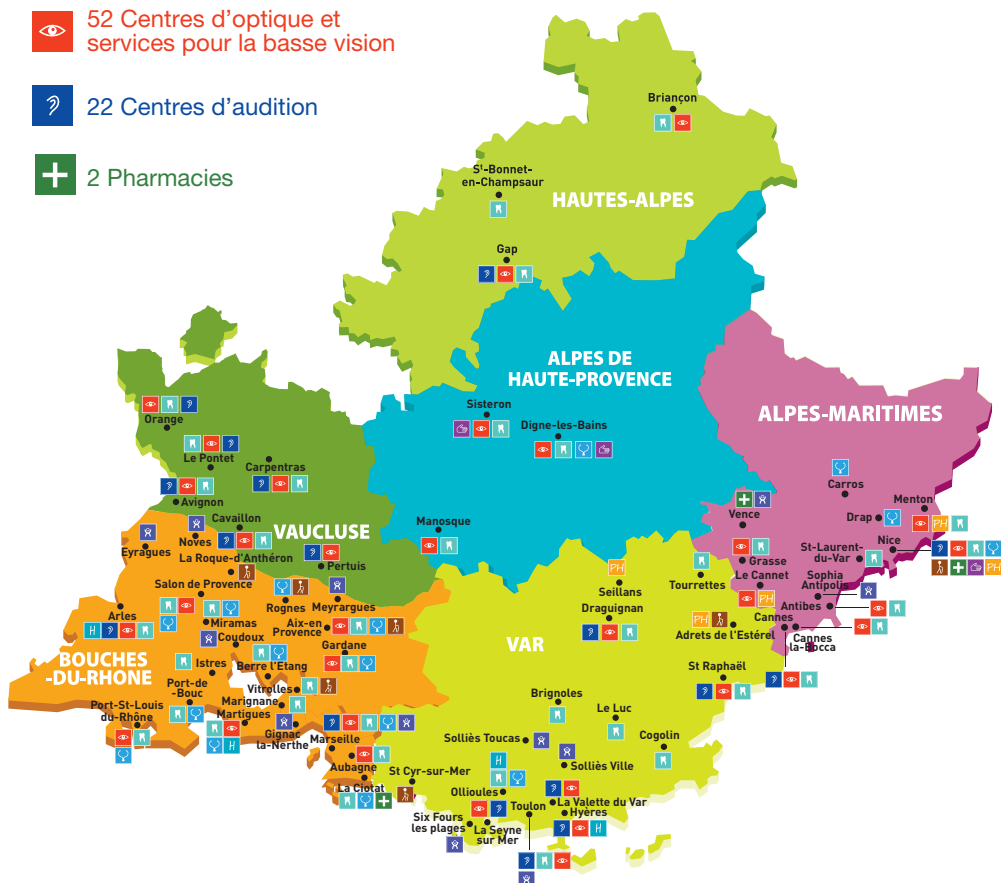 52 Centres d'optique et
services pour la basse vision
22 Centres d'audition
2 Pharmacies
Briançon
St-Bonnet-
en-Champsaur
HAUTES-ALPES
Gap
ALPES DE
HAUTE-PROVENCE
Sisteron
Digne-les-Bains
ALPES-MARITIMES
Orange
Le Pontet
Carpentras
Avignon
Carros
Menton
Cavaillon
VAUCLUSE
Manosque
Vence
Drap
PH
Noves
Eyragues
Nice
La Roque-d'Anthéron
Pertuis
St-Laurent-
du-Var
Grasse
PH
Salon de Provence
Rognes
Meyrargues
PH
Seillans
Tourrettes
Le Cannet
PH
Sophia
Antipolis
Arles
H
Miramas
Aix-en
Provence
Draguignan
PH
Adrets de l'Estérel
Antibes
Cannes
Cannes
la-Bocca
Coudoux
Gardane
VAR
BOUCHES
-DU-RHONE
Istres
Berre l'Etang
St Raphaël
Port-de
-Bouc
Vitrolles
Marignane
Brignoles
Port-St-Louis
du-Rhône
Martigues
H
Gignac
la-Nerthe
Le Luc
Marseille
Solliès Toucas
Cogolin
Aubagne
Solliès Ville
La Ciotat
St Cyr-sur-Mer
H
Ollioules
Toulon
La Valette du Var
Hyères
H
Six Fours
les plages
La Seyne
sur Mer